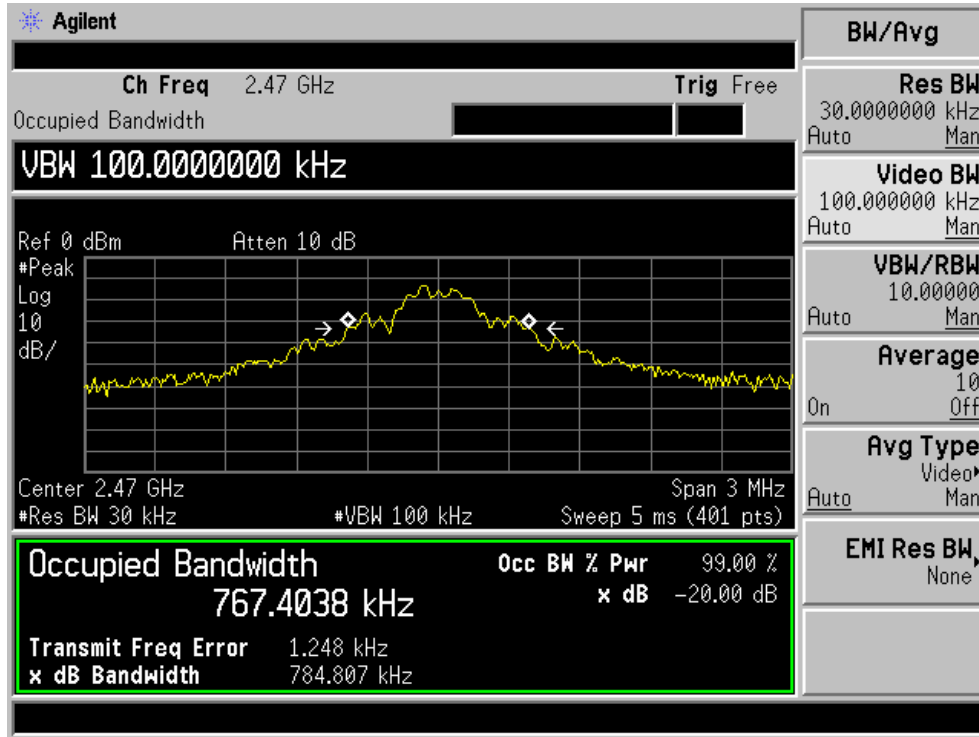 Agilent
Ch Freq 2.47 GHz Trig Free
Occupied Bandwidth
VBW 100.0000000 kHz
Ref 0 dBm Atten 10 dB
#Peak
Log
10
dB/
Center 2.47 GHz Span 3 MHz
#Res BW 30 kHz #VBW 100 kHz Sweep 5 ms (401 pts)
Occupied Bandwidth Occ BW % Pwr 99.00 %
767.4038 kHz x dB -20.00 dB
Transmit Freq Error 1.248 kHz
x dB Bandwidth 784.807 kHz
BW/Avg
Res BW
30.0000000 kHz
Auto Man
Video BW
100.000000 kHz
Auto Man
VBW/RBW
10.00000
Auto Man
Average
10
On Off
Avg Type
Video
Auto Man
EMI Res BW
None